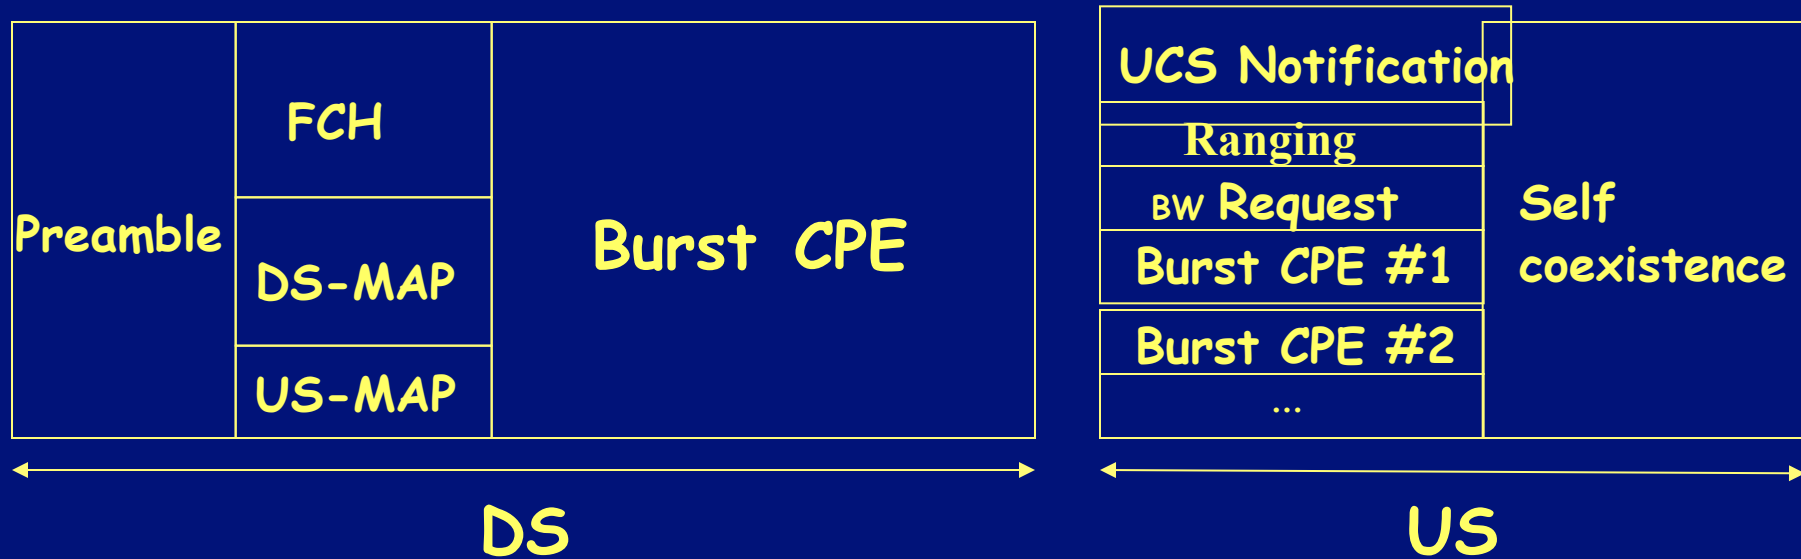 Preamble
FCH
DS-MAP
US-MAP
Burst CPE
DS
UCS Notification
Ranging
BW Request
Burst CPE #1
Burst CPE #2
...
Self
coexistence
US